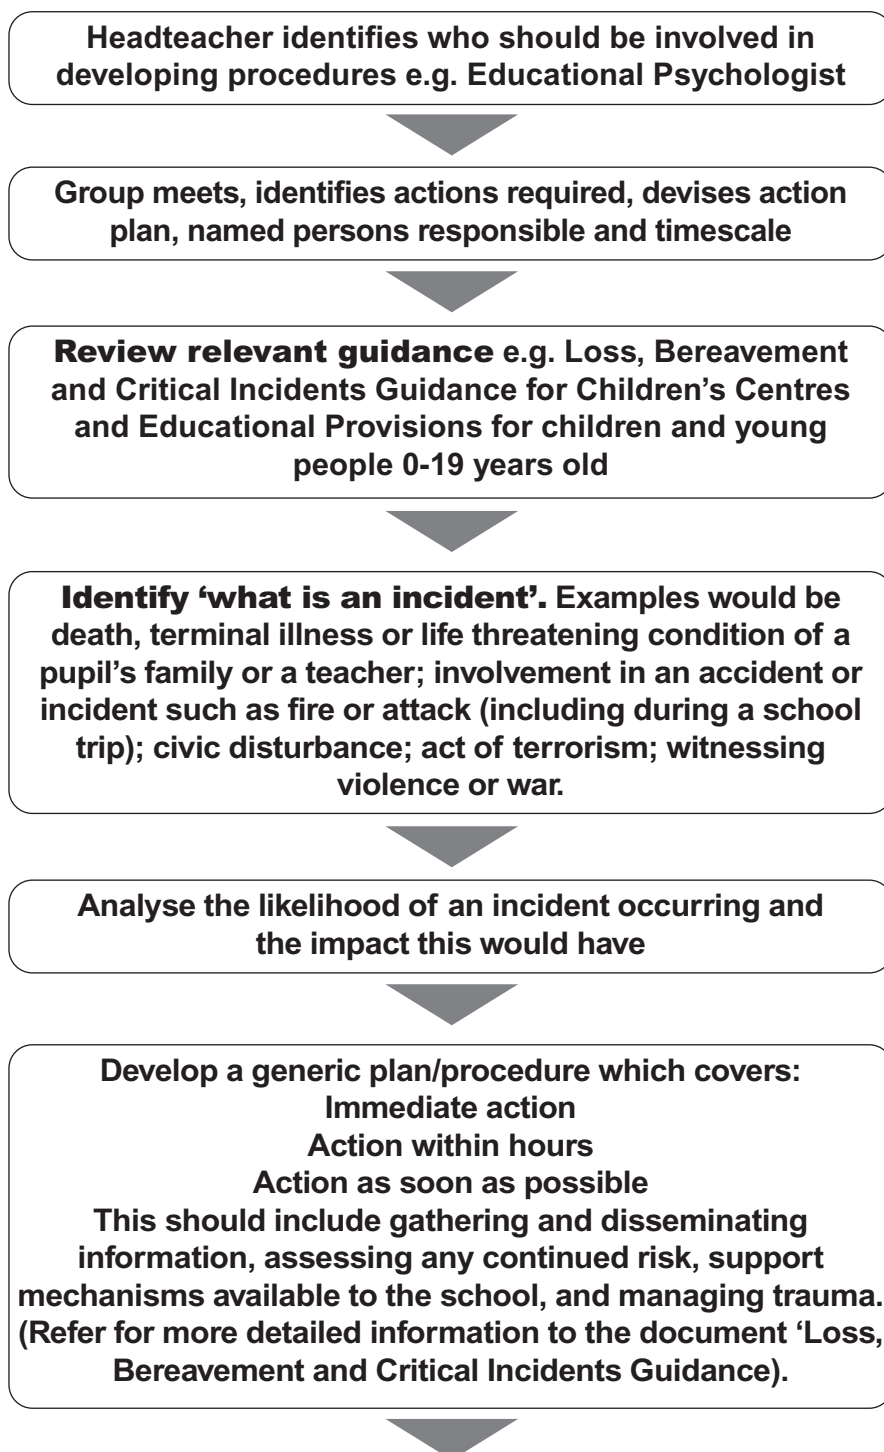 Headteacher identifies who should be involved in
developing procedures e.g. Educational Psychologist
Group meets, identifies actions required, devises action
plan, named persons responsible and timescale
Review relevant guidance e.g. Loss, Bereavement
and Critical Incidents Guidance for Children’s Centres
and Educational Provisions for children and young
people 0-19 years old
Identify ‘what is an incident’. Examples would be
death, terminal illness or life threatening condition of a
pupil’s family or a teacher; involvement in an accident or
incident such as fire or attack (including during a school
trip); civic disturbance; act of terrorism; witnessing
violence or war.
Analyse the likelihood of an incident occurring and
the impact this would have
Develop a generic plan/procedure which covers:
Immediate action
Action within hours
Action as soon as possible
This should include gathering and disseminating
information, assessing any continued risk, support
mechanisms available to the school, and managing trauma.
(Refer for more detailed information to the document ‘Loss,
Bereavement and Critical Incidents Guidance).